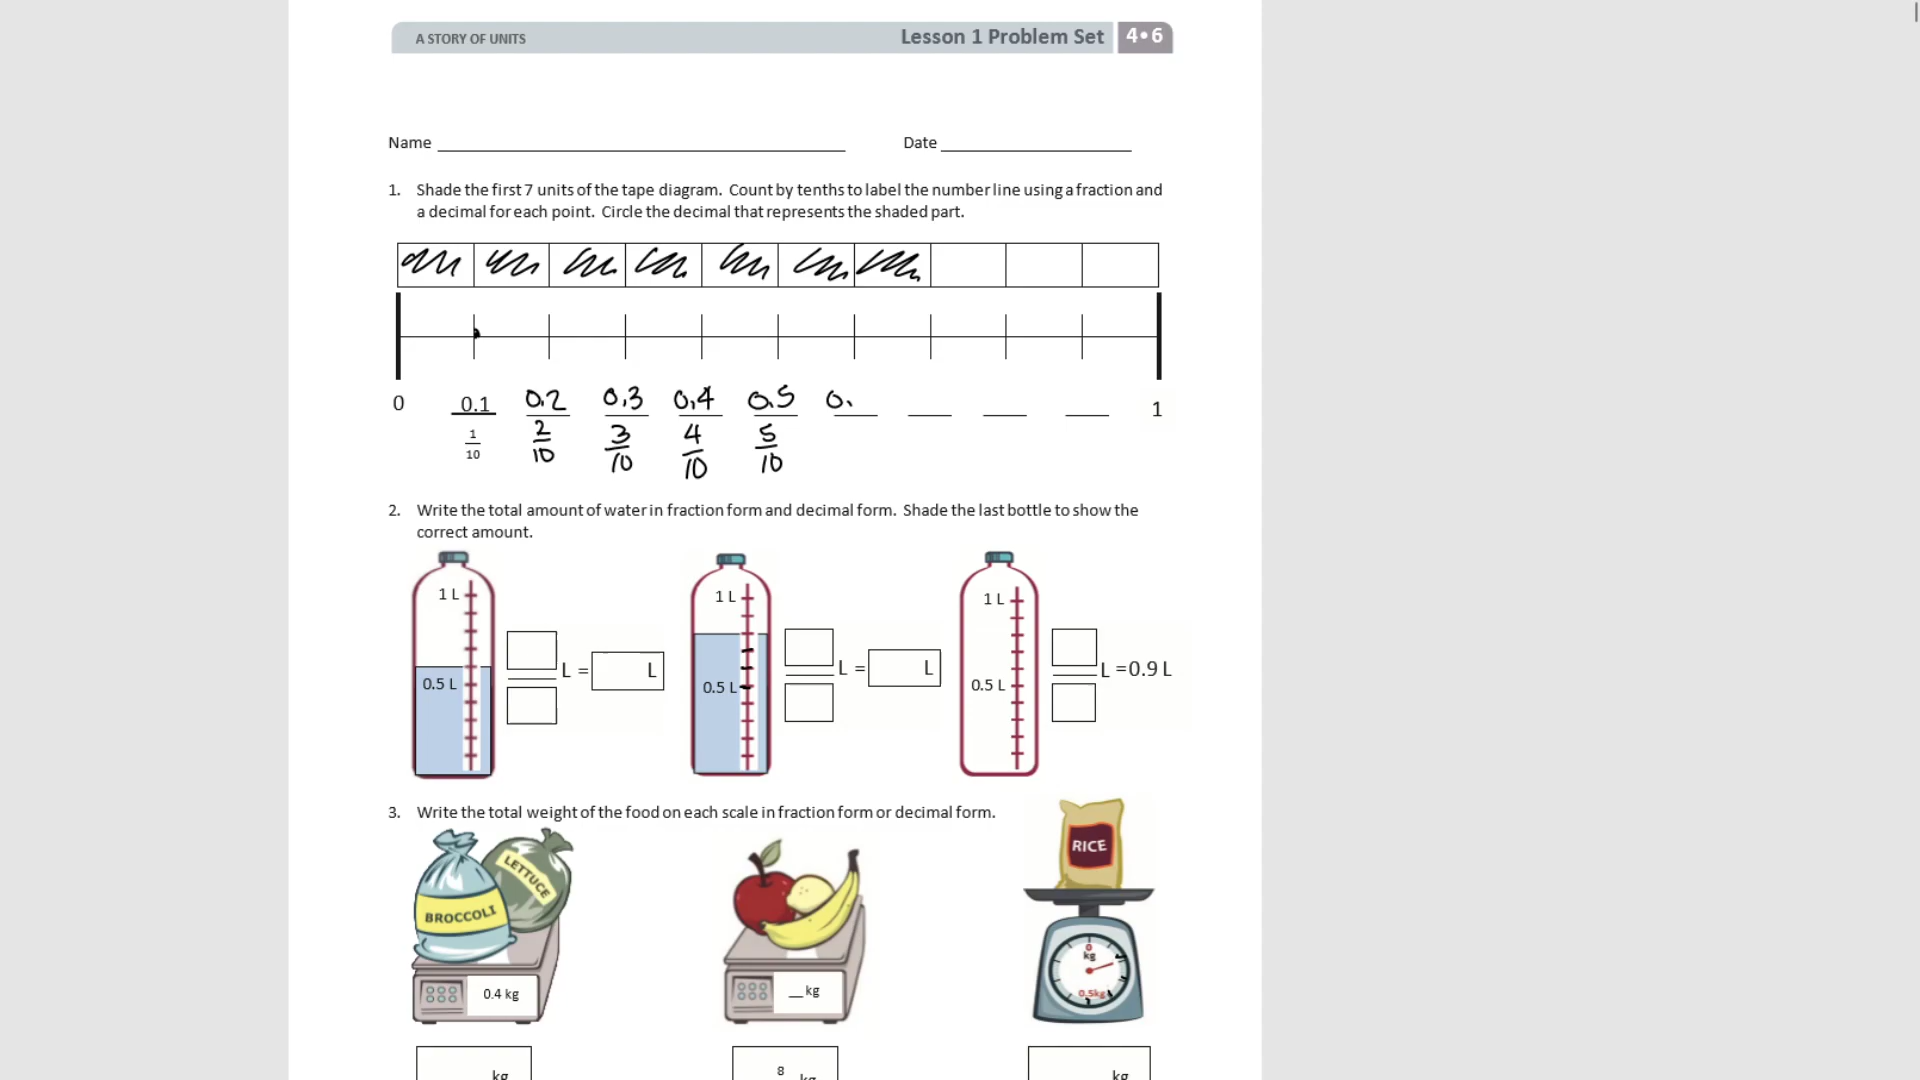 A STORY OF UNITS Lesson 1 Problem Set 4•6
Name Date
1. Shade the first 7 units of the tape diagram. Count by tenths to label the number line using a fraction and
a decimal for each point. Circle the decimal that represents the shaded part.
0 0.1 0.2 0.3 0.4 0.5 0. 1
1 2 3 4 5
10 10 10 10 10
2. Write the total amount of water in fraction form and decimal form. Shade the last bottle to show the
correct amount.
1 L 1 L 1 L
L = L L = L L = 0.9 L
0.5 L 0.5 L 0.5 L
3. Write the total weight of the food on each scale in fraction form or decimal form.
RICE
LETTUCE
BROCCOLI
0 kg
0.4 kg __ kg 0.5kg
kg 8 kg kg